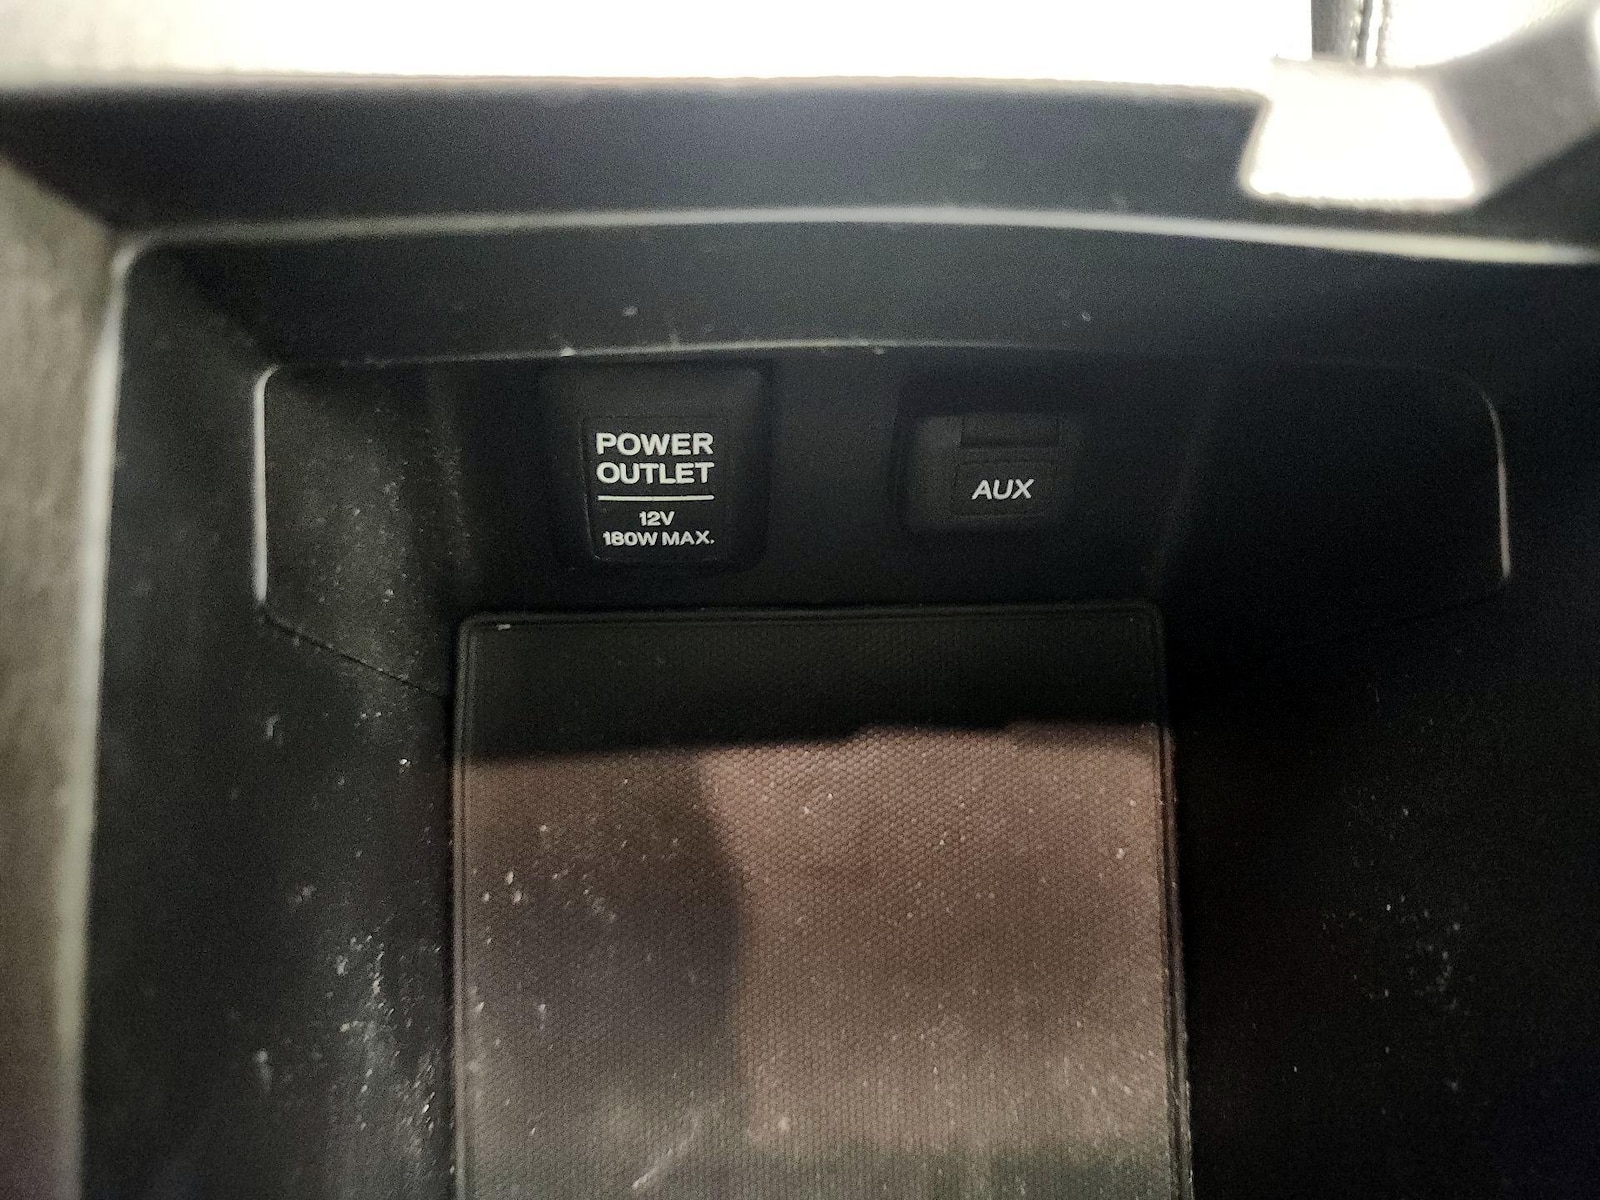 POWER
OUTLET
12V
180W MAX.
AUX